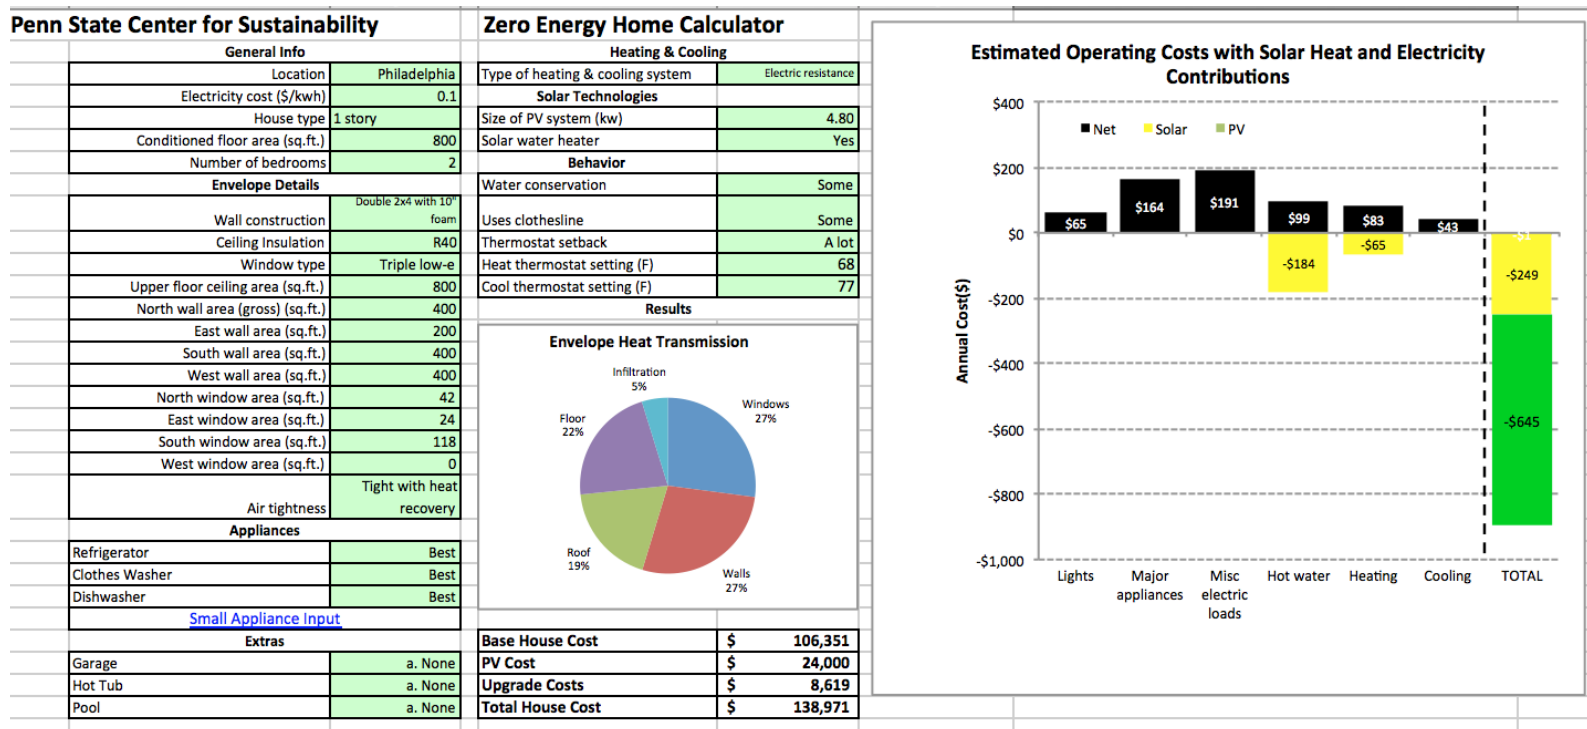 Penn State Center for Sustainability
Zero Energy Home Calculator
General Info
Location Philadelphia
Electricity cost ($/kwh) 0.1
House type 1 story
Conditioned floor area (sq.ft.) 800
Number of bedrooms 2
Envelope Details
Wall construction Double 2x4 with 10" foam
Ceiling Insulation R40
Window type Triple low-e
Upper floor ceiling area (sq.ft.) 800
North wall area (gross) (sq.ft.) 400
East wall area (sq.ft.) 200
South wall area (sq.ft.) 400
West wall area (sq.ft.) 400
North window area (sq.ft.) 42
East window area (sq.ft.) 24
South window area (sq.ft.) 118
West window area (sq.ft.) 0
Air tightness Tight with heat recovery
Appliances
Refrigerator Best
Clothes Washer Best
Dishwasher Best
Small Appliance Input
Extras
Garage a. None
Hot Tub a. None
Pool a. None
Heating & Cooling
Type of heating & cooling system Electric resistance
Solar Technologies
Size of PV system (kw) 4.80
Solar water heater Yes
Behavior
Water conservation Some
Uses clothesline Some
Thermostat setback A lot
Heat thermostat setting (F) 68
Cool thermostat setting (F) 77
Results
Envelope Heat Transmission
Infiltration
5%
Windows
27%
Floor
22%
Roof
19%
Walls
27%
Base House Cost $ 106,351
PV Cost $ 24,000
Upgrade Costs $ 8,619
Total House Cost $ 138,971
Estimated Operating Costs with Solar Heat and Electricity
Contributions
Net Solar PV
Annual Cost($)
$400
$200
$0
-$200
-$400
-$600
-$800
-$1,000
$65
$164
$191
$99
$83
$43
-$1
-$184
-$65
-$249
-$645
Lights
Major
appliances
Misc
electric
loads
Hot water
Heating
Cooling
TOTAL